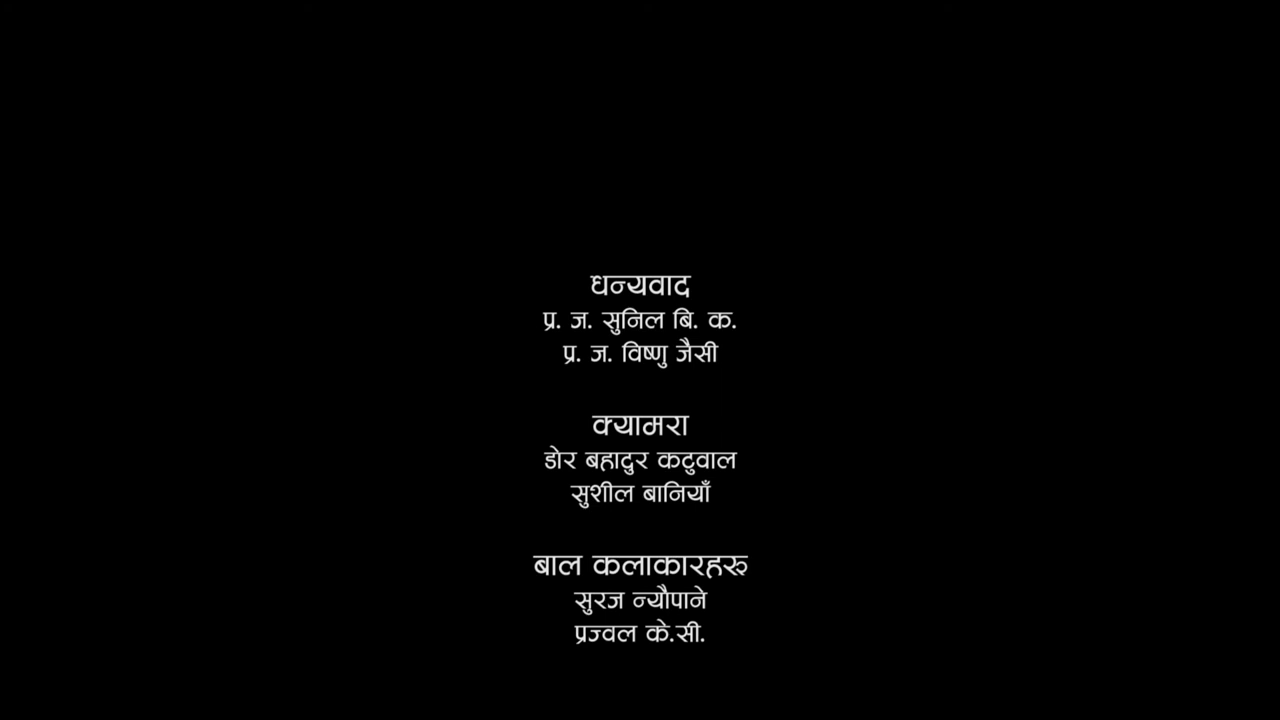 धन्यवाद
प्र. ज. सुनिल बि. क.
प्र. ज. विष्णु जैसी
क्यामरा
डोर बहादुर कटुवाल
सुशील बानियाँ
बाल कलाकारहरू
सुरज न्यौपाने
प्रज्वल के.सी.